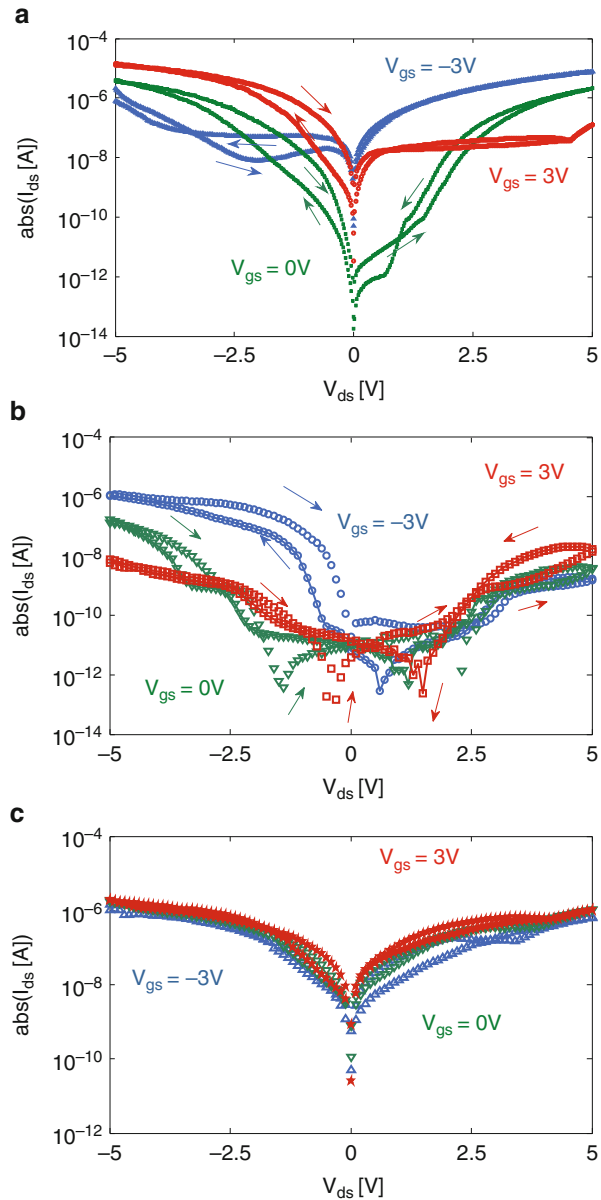 a
abs(I_ds [A])
10^−4
10^−6
10^−8
10^−10
10^−12
10^−14
V_gs = −3V
V_gs = 3V
V_gs = 0V
−5
−2.5
0
2.5
5
V_ds [V]
b
abs(I_ds [A])
10^−4
10^−6
10^−8
10^−10
10^−12
10^−14
V_gs = 3V
V_gs = −3V
V_gs = 0V
−5
−2.5
0
2.5
5
V_ds [V]
c
abs(I_ds [A])
10^−4
10^−6
10^−8
10^−10
10^−12
V_gs = 3V
V_gs = −3V
V_gs = 0V
−5
−2.5
0
2.5
5
V_ds [V]